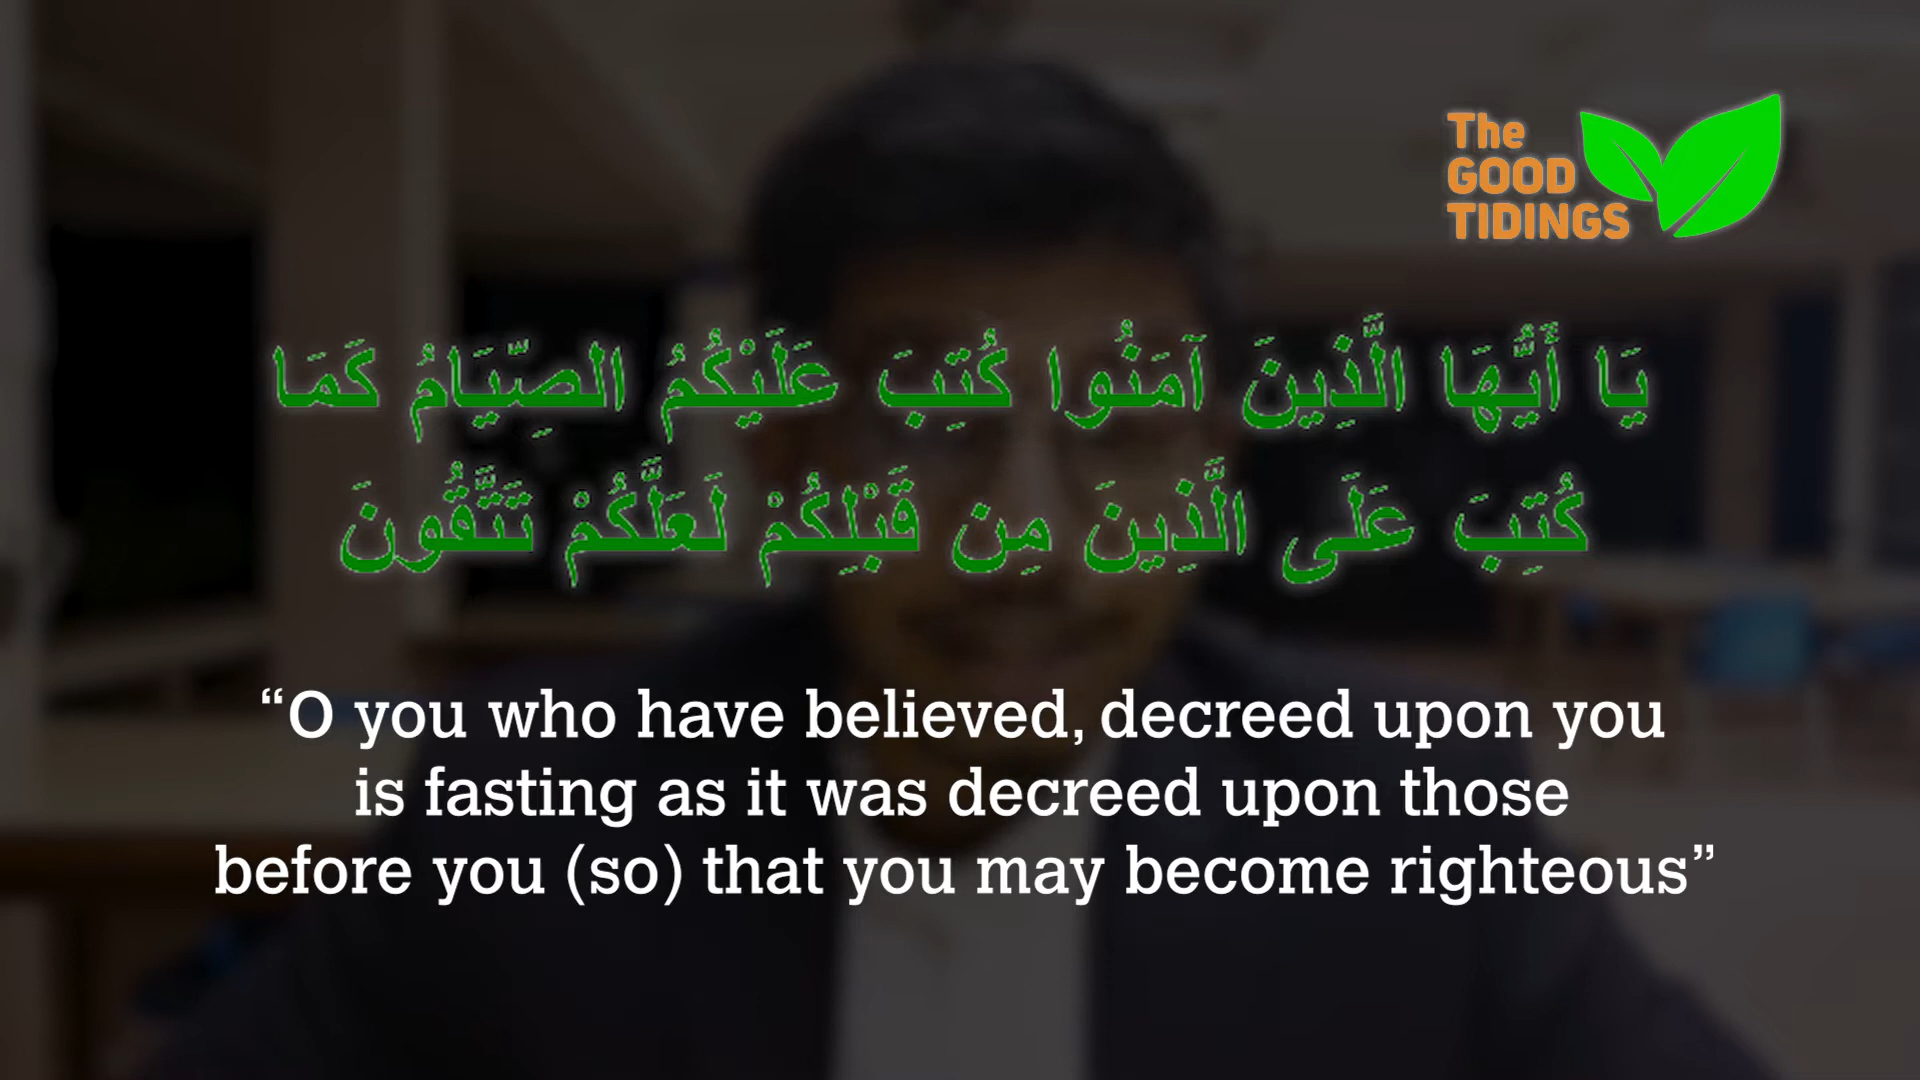 The
GOOD
TIDINGS
يَا أَيُّهَا الَّذِينَ آمَنُوا كُتِبَ عَلَيْكُمُ الصِّيَامُ كَمَا
كُتِبَ عَلَى الَّذِينَ مِن قَبْلِكُمْ لَعَلَّكُمْ تَتَّقُونَ
“O you who have believed, decreed upon you
is fasting as it was decreed upon those
before you (so) that you may become righteous”